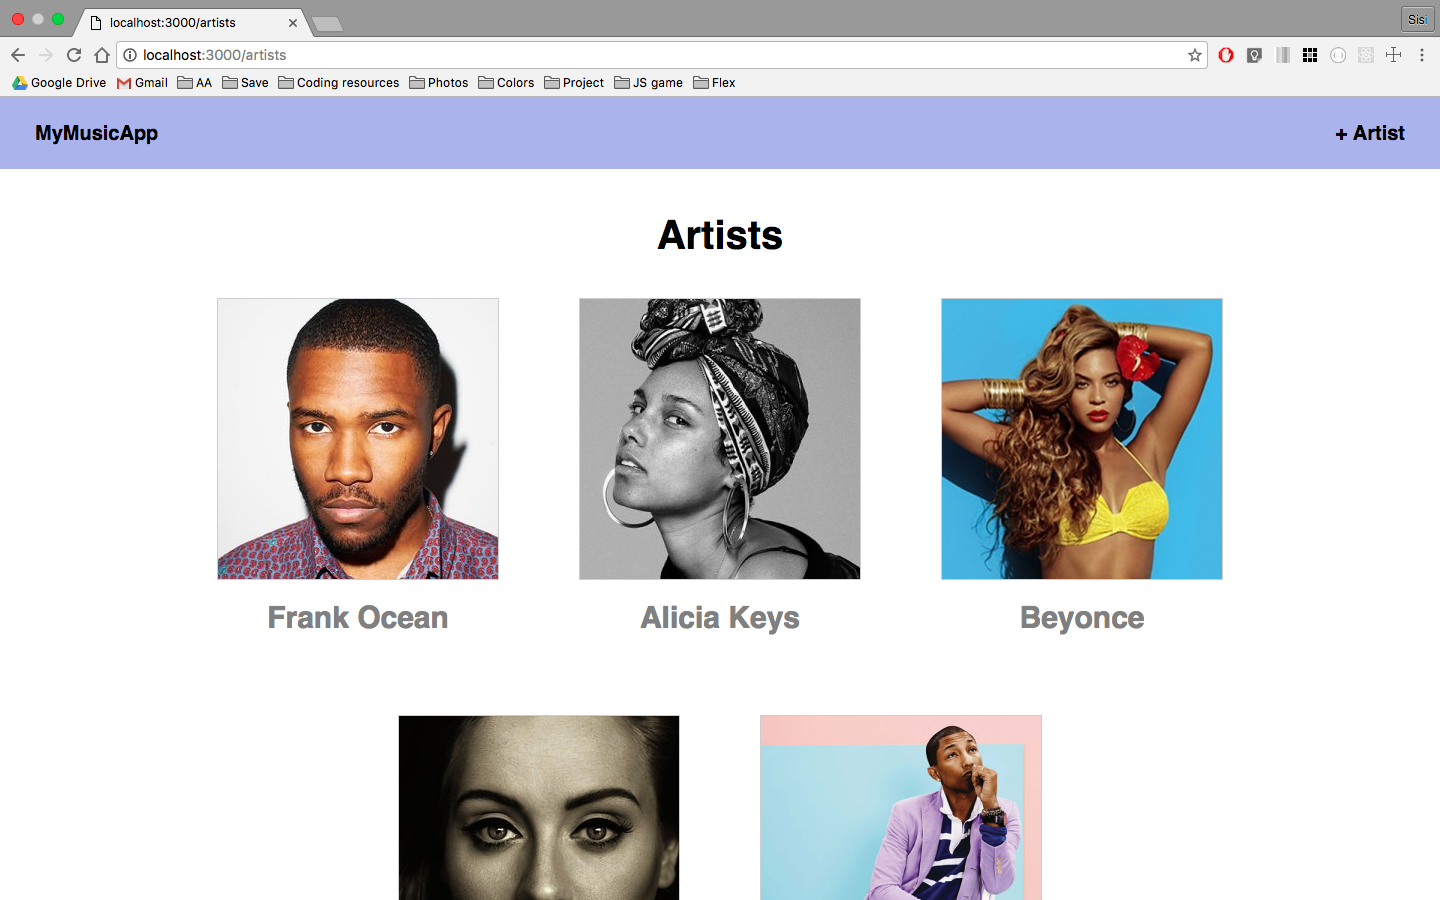 localhost:3000/artists
localhost:3000/artists
Google Drive Gmail AA Save Coding resources Photos Colors Project JS game Flex
MyMusicApp + Artist
Artists
Frank Ocean Alicia Keys Beyonce